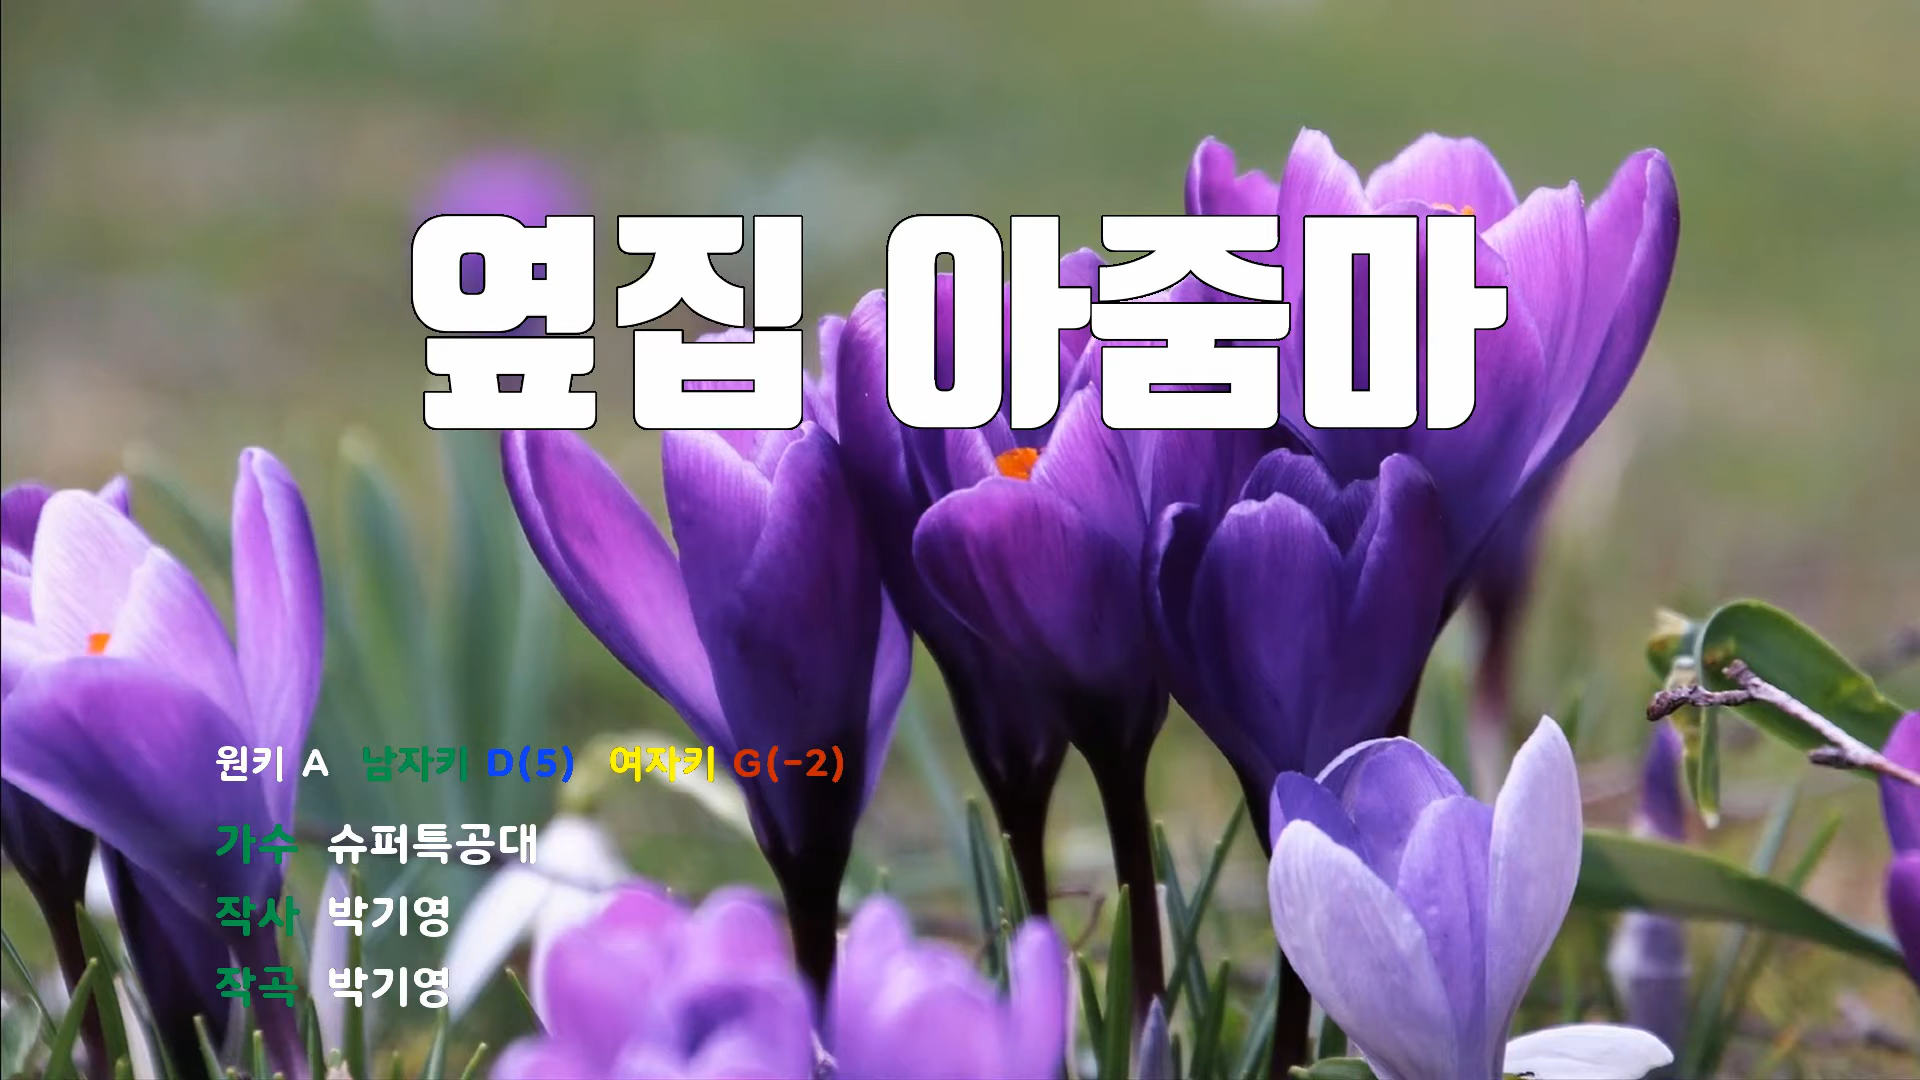 옆집 아줌마
원키 A 남자키 D(5) 여자키 G(-2)
가수 슈퍼특공대
작사 박기영
작곡 박기영